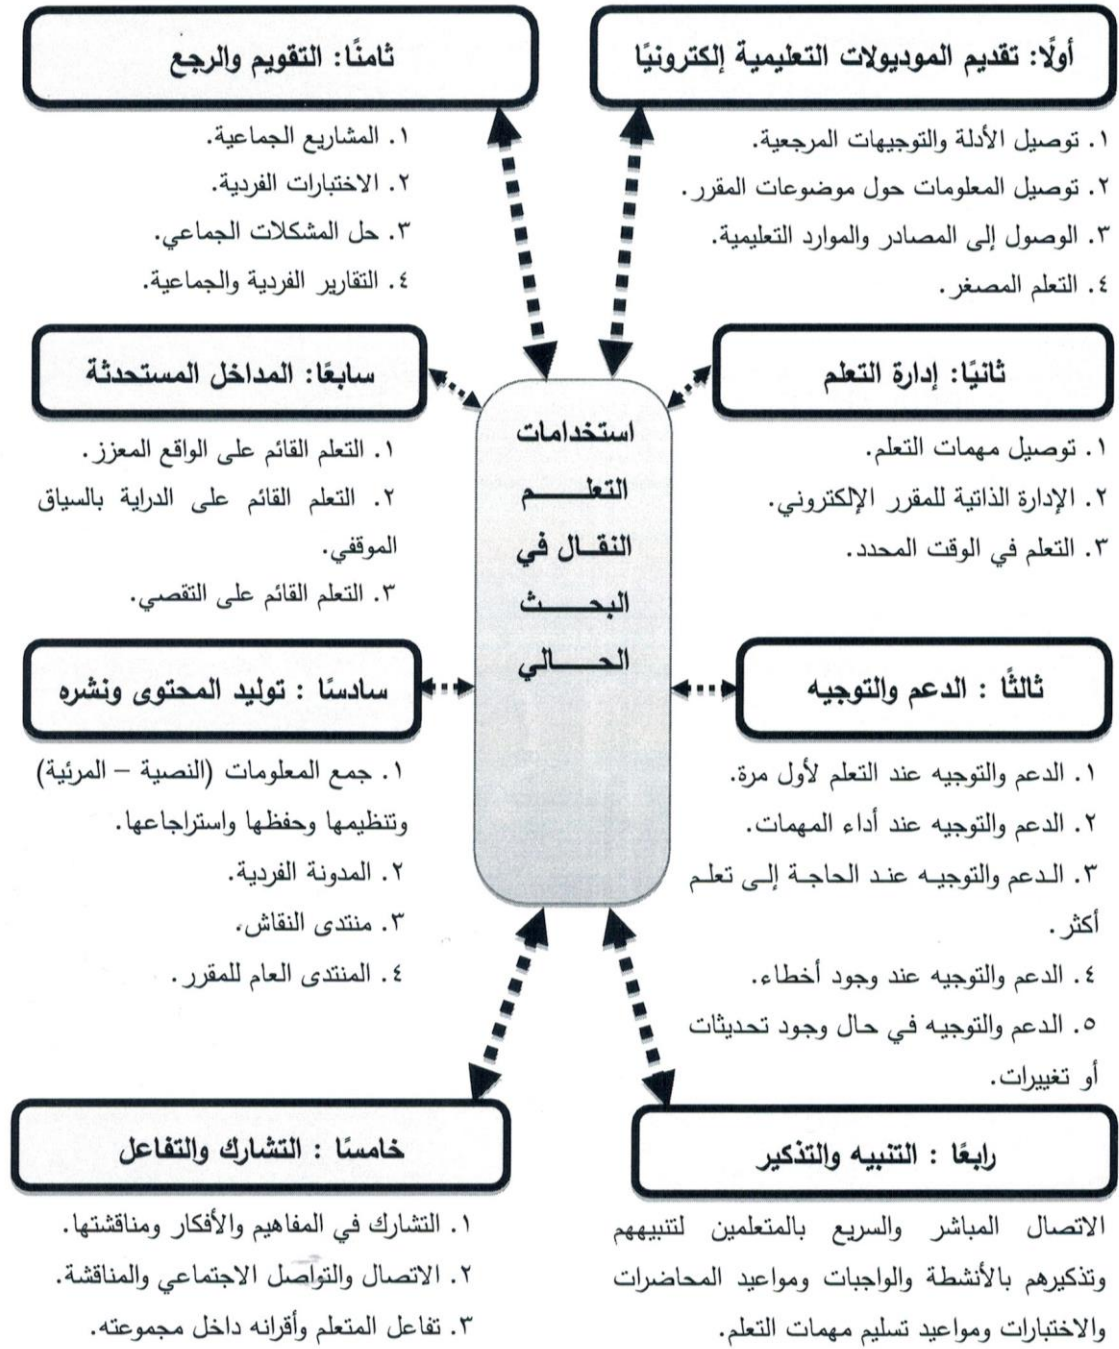 أولًا: تقديم الموديولات التعليمية إلكترونيًا
١. توصيل الأدلة والتوجيهات المرجعية.
٢. توصيل المعلومات حول موضوعات المقرر.
٣. الوصول إلى المصادر والموارد التعليمية.
٤. التعلم المصغر.
ثانيًا: إدارة التعلم
١. توصيل مهمات التعلم.
٢. الإدارة الذاتية للمقرر الإلكتروني.
٣. التعلم في الوقت المحدد.
ثالثًا : الدعم والتوجيه
١. الدعم والتوجيه عند التعلم لأول مرة.
٢. الدعم والتوجيه عند أداء المهمات.
٣. الدعم والتوجيه عند الحاجة إلى تعلم
أكثر.
٤. الدعم والتوجيه عند وجود أخطاء.
٥. الدعم والتوجيه في حال وجود تحديثات
أو تغييرات.
رابعًا : التنبيه والتذكير
الاتصال المباشر والسريع بالمتعلمين لتنبيههم
وتذكيرهم بالأنشطة والواجبات ومواعيد المحاضرات
والاختبارات ومواعيد تسليم مهمات التعلم.
استخدامات
التعلـــــم
النقـال في
البحـــــث
الحـــــالي
ثامنًا: التقويم والرجع
١. المشاريع الجماعية.
٢. الاختبارات الفردية.
٣. حل المشكلات الجماعي.
٤. التقارير الفردية والجماعية.
سابعًا: المداخل المستحدثة
١. التعلم القائم على الواقع المعزز.
٢. التعلم القائم على الدراية بالسياق
الموقفي.
٣. التعلم القائم على التقصي.
سادسًا : توليد المحتوى ونشره
١. جمع المعلومات (النصية – المرئية)
وتنظيمها وحفظها واستراجاعها.
٢. المدونة الفردية.
٣. منتدى النقاش.
٤. المنتدى العام للمقرر.
خامسًا : التشارك والتفاعل
١. التشارك في المفاهيم والأفكار ومناقشتها.
٢. الاتصال والتواصل الاجتماعي والمناقشة.
٣. تفاعل المتعلم وأقرانه داخل مجموعته.